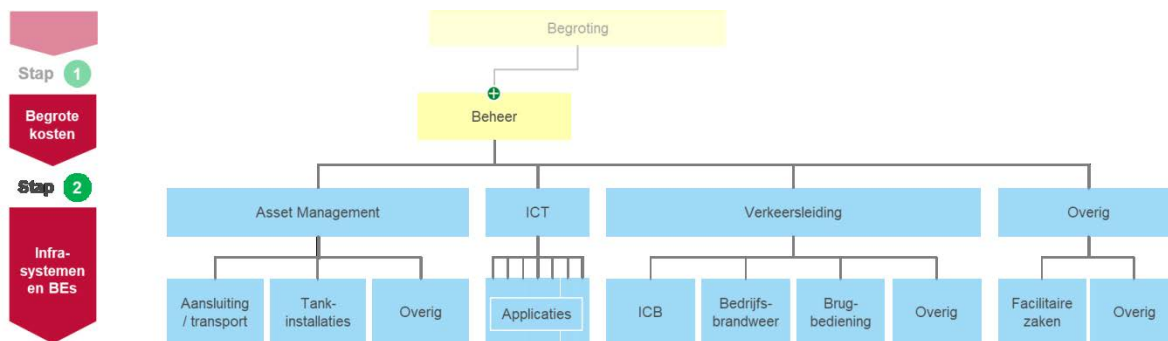 Begroting
Stap 1
Begrote
kosten
Beheer
Stap 2
Asset Management
ICT
Verkeersleiding
Overig
Infra-
systemen
en BEs
Aansluiting
/ transport
Tank-
installaties
Overig
Applicaties
ICB
Bedrijfs-
brandweer
Brug-
bediening
Overig
Facilitaire
zaken
Overig